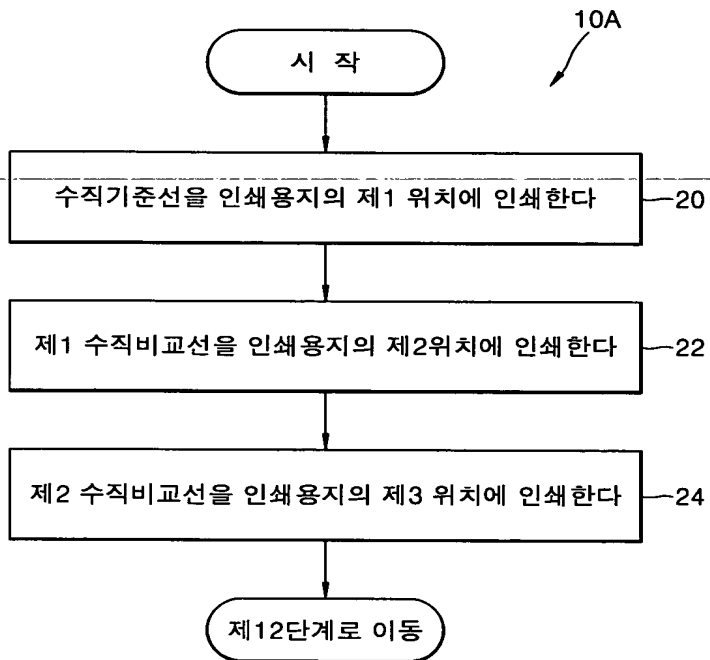 10A
시 작
수직기준선을 인쇄용지의 제1 위치에 인쇄한다
20
제1 수직비교선을 인쇄용지의 제2위치에 인쇄한다
22
제2 수직비교선을 인쇄용지의 제3 위치에 인쇄한다
24
제12단계로 이동